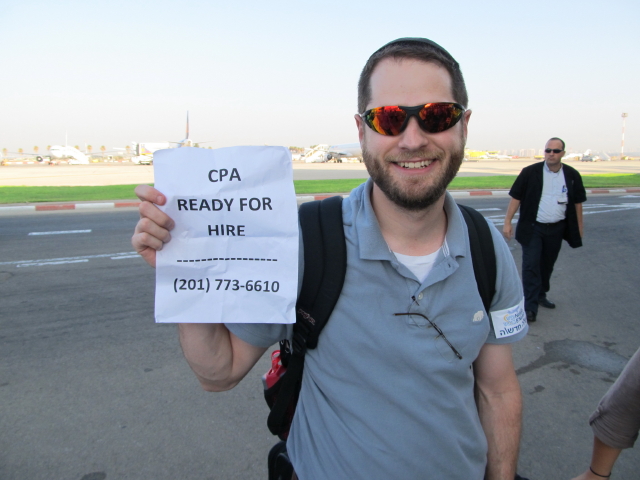 CPA
READY FOR
HIRE
--------------------
(201) 773-6610